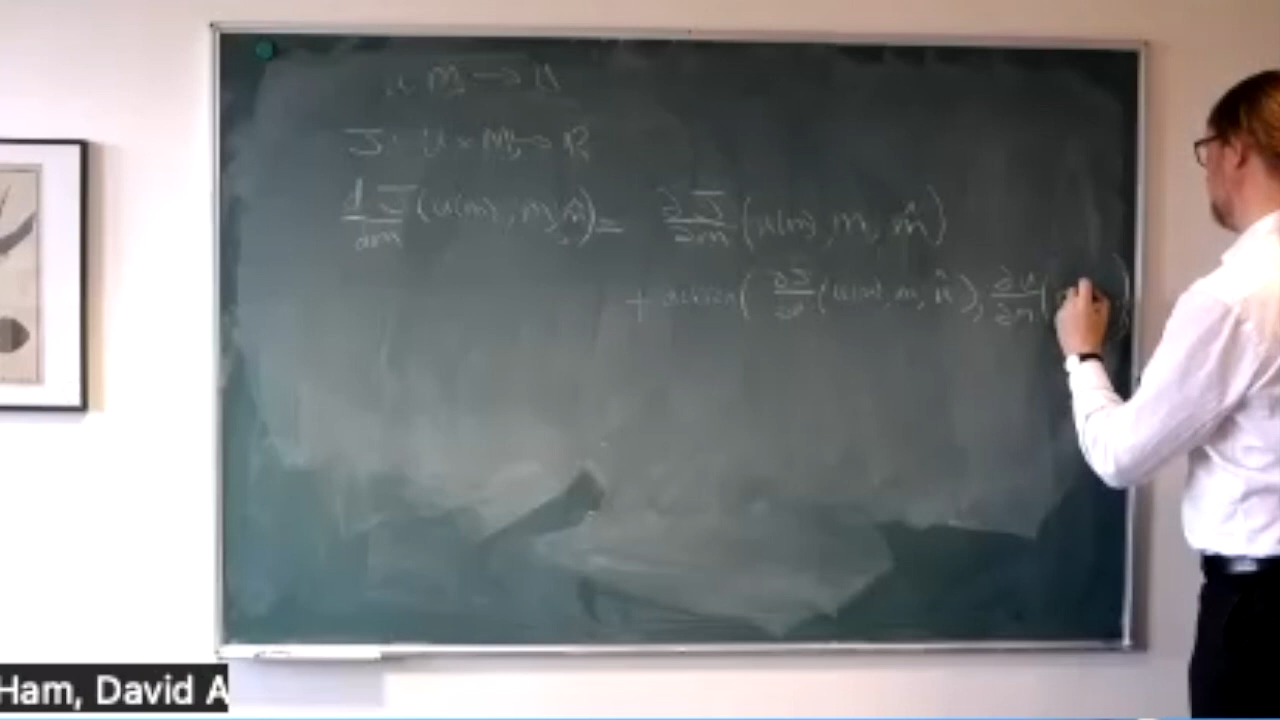 u: M → U
J: U × M → ℝ
dJ/dm (u(m), m; m̂) = ∂J/∂m (u(m), m; m̂)
+ action( ∂J/∂u (u(m), m; û), ∂u/∂m (
Ham, David A